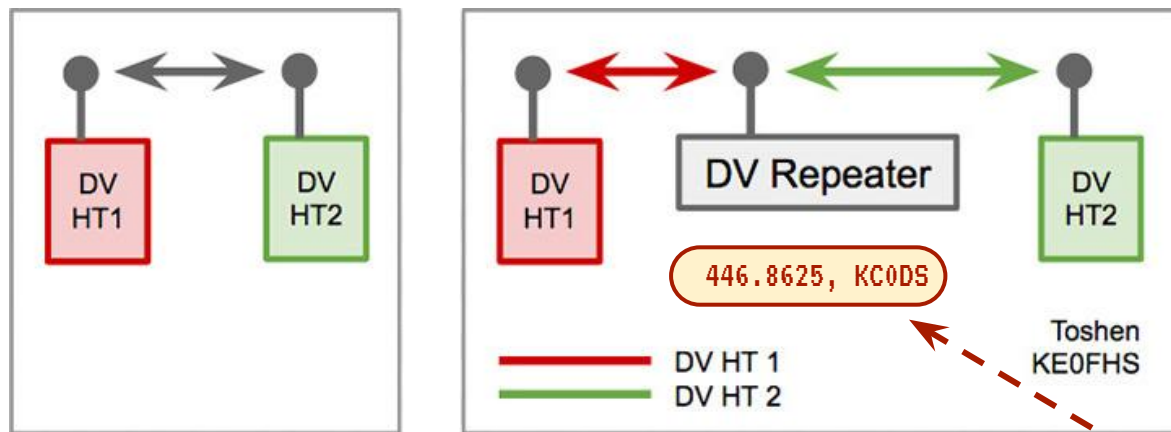 DV
HT1
DV
HT2
DV
HT1
DV Repeater
DV
HT2
446.8625, KC0DS
Toshen
KE0FHS
DV HT 1
DV HT 2